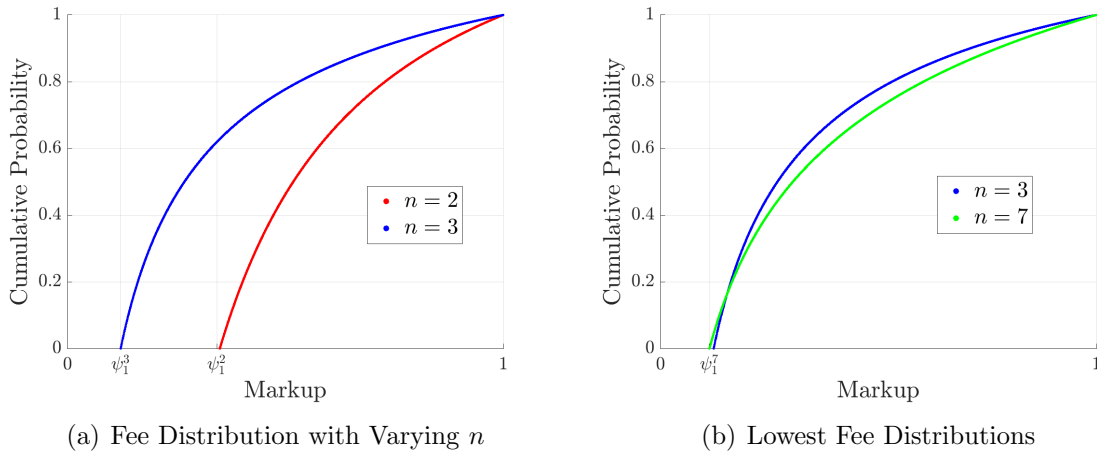 1
0.8
0.6
0.4
0.2
0
Cumulative Probability
n = 2
n = 3
0
ψ₁³
ψ₁²
1
Markup
(a) Fee Distribution with Varying n
1
0.8
0.6
0.4
0.2
0
Cumulative Probability
n = 3
n = 7
0
ψ₁⁷
1
Markup
(b) Lowest Fee Distributions